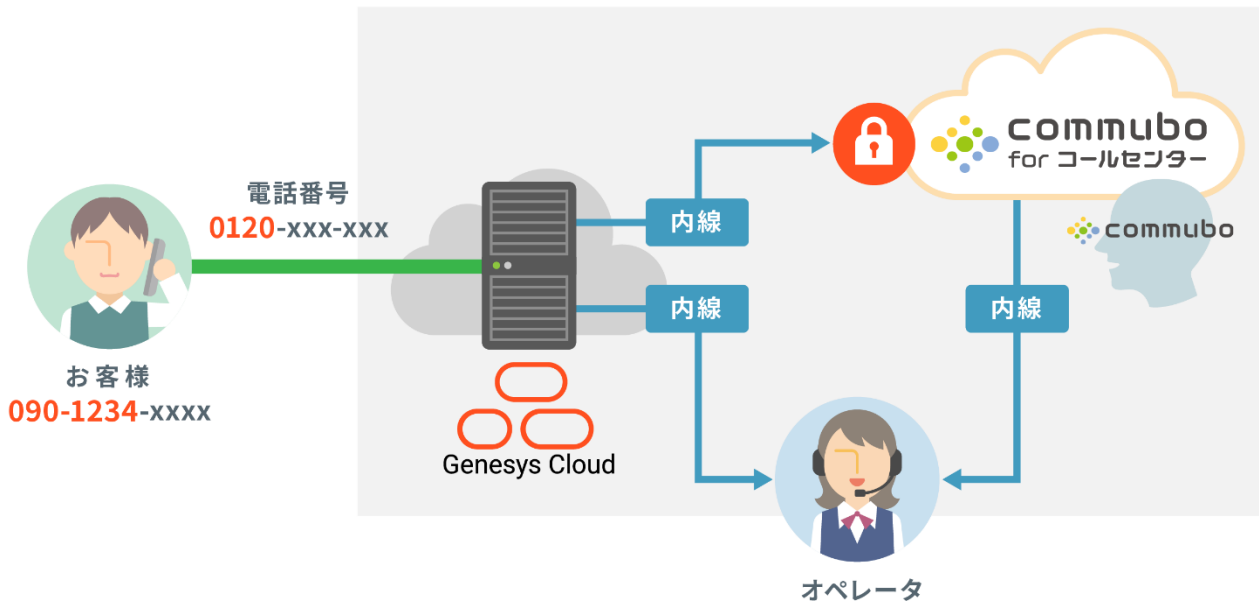 電話番号
0120-xxx-xxx
お客様
090-1234-xxxx
Genesys Cloud
内線
内線
commubo
for コールセンター
commubo
内線
オペレータ